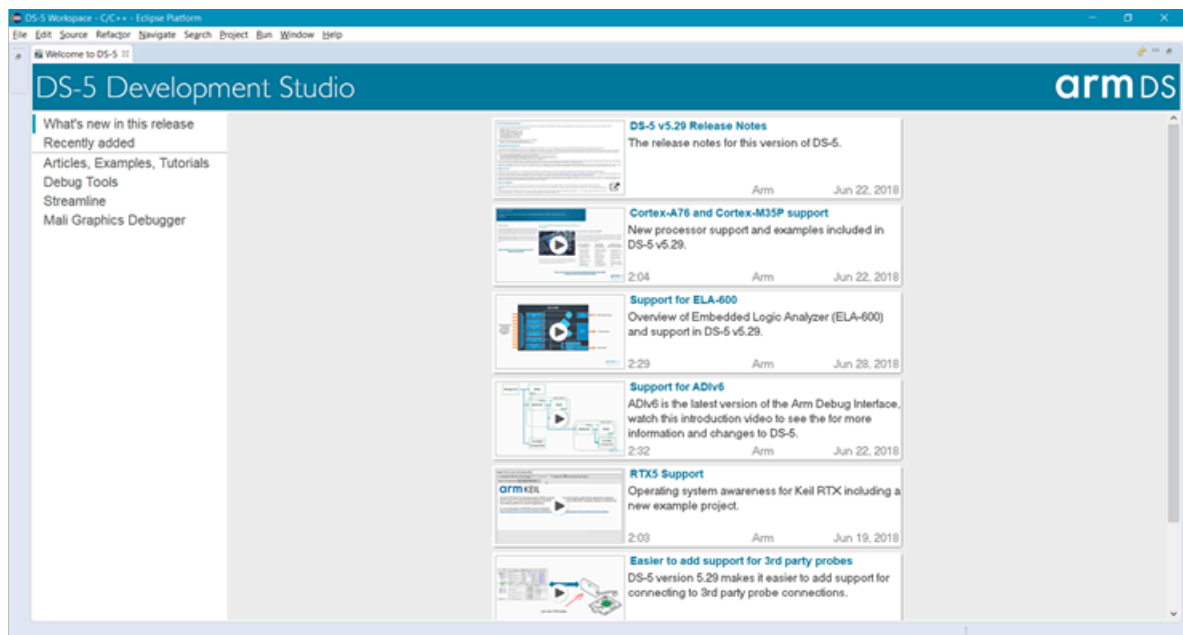 DS-5 Workspace - C/C++ - Eclipse Platform
File Edit Source Refactor Navigate Search Project Run Window Help
Welcome to DS-5
DS-5 Development Studio
arm DS
What's new in this release
Recently added
Articles, Examples, Tutorials
Debug Tools
Streamline
Mali Graphics Debugger
DS-5 v5.29 Release Notes
The release notes for this version of DS-5.
Arm Jun 22, 2018
Cortex-A76 and Cortex-M35P support
New processor support and examples included in
DS-5 v5.29.
2:04 Arm Jun 22, 2018
Support for ELA-600
Overview of Embedded Logic Analyzer (ELA-600)
and support in DS-5 v5.29.
2:29 Arm Jun 28, 2018
Support for ADIv6
ADIv6 is the latest version of the Arm Debug Interface,
watch this introduction video to see the for more
information and changes to DS-5.
2:32 Arm Jun 22, 2018
arm KEIL
RTX5 Support
Operating system awareness for Keil RTX including a
new example project.
2:03 Arm Jun 19, 2018
Easier to add support for 3rd party probes
DS-5 version 5.29 makes it easier to add support for
connecting to 3rd party probe connections.